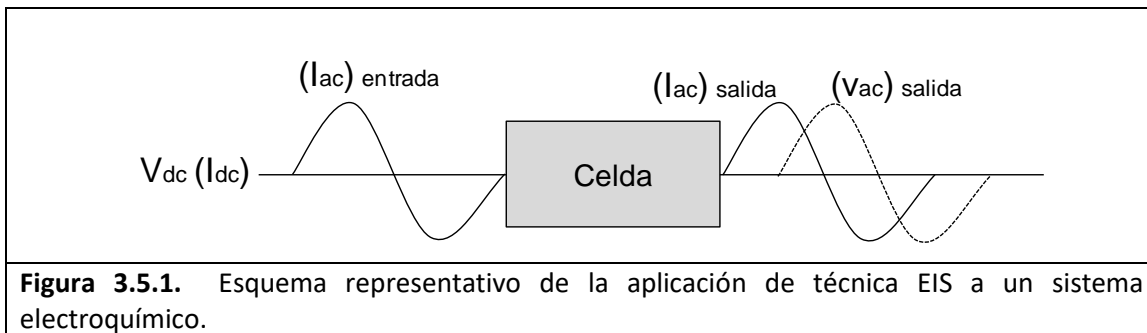 (Iac) entrada
(Iac) salida
(vac) salida
Vdc (Idc)
Celda
Figura 3.5.1. Esquema representativo de la aplicación de técnica EIS a un sistema
electroquímico.